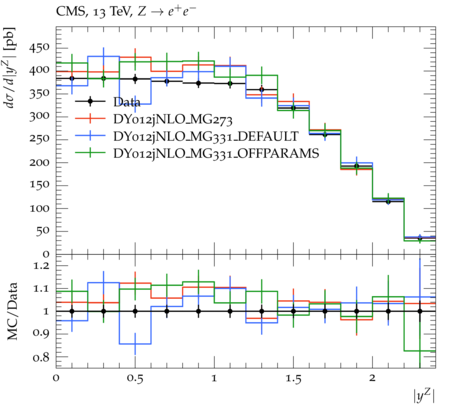 CMS, 13 TeV, Z → e⁺e⁻
dσ/d|y^Z| [pb]
450
400
350
300
250
200
150
100
50
0
Data
DY012jNLO_MG273
DY012jNLO_MG331_DEFAULT
DY012jNLO_MG331_OFFPARAMS
MC/Data
1.2
1.1
1
0.9
0.8
0 0.5 1 1.5 2
|y^Z|